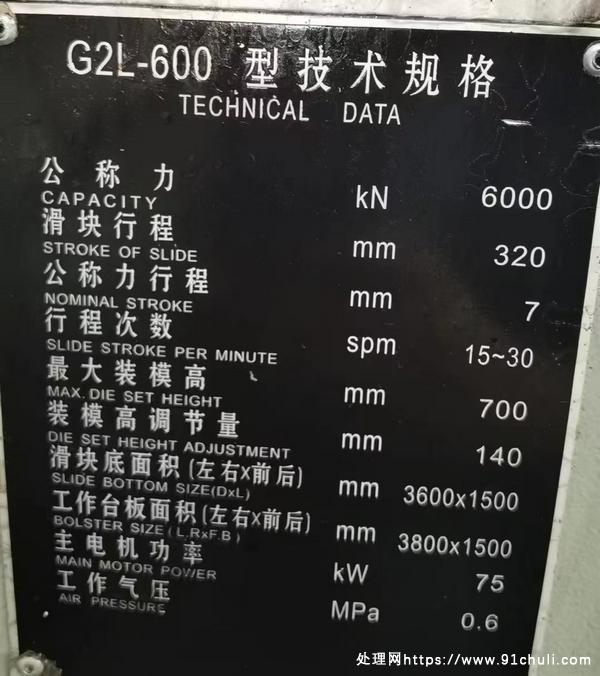 G2L-600 型技术规格
TECHNICAL DATA
公称力 kN 6000
CAPACITY
滑块行程 mm 320
STROKE OF SLIDE
公称力行程 mm 7
NOMINAL STROKE
行程次数 spm 15~30
SLIDE STROKE PER MINUTE
最大装模高 mm 700
MAX. DIE SET HEIGHT
装模高调节量 mm 140
DIE SET HEIGHT ADJUSTMENT
滑块底面积(左右X前后) mm 3600x1500
SLIDE BOTTOM SIZE(DxL)
工作台板面积(左右X前后) mm 3800x1500
BOLSTER SIZE(L.RxF.B)
主电机功率 kW 75
MAIN MOTOR POWER
工作气压 MPa 0.6
AIR PRESSURE
处理网https://www.91chuli.com